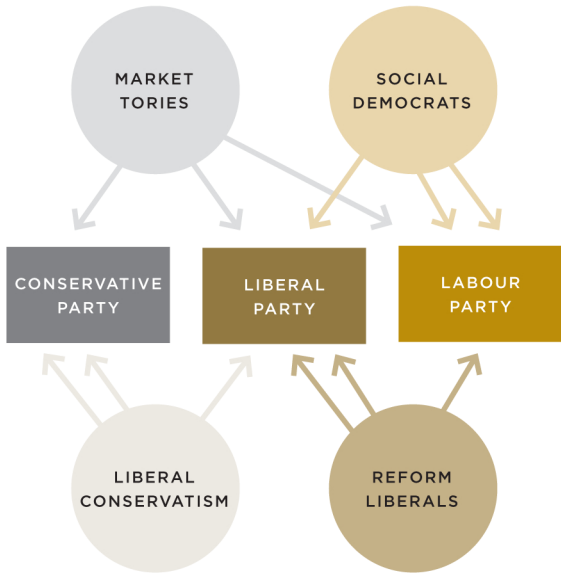 MARKET
TORIES
SOCIAL
DEMOCRATS
CONSERVATIVE
PARTY
LIBERAL
PARTY
LABOUR
PARTY
LIBERAL
CONSERVATISM
REFORM
LIBERALS